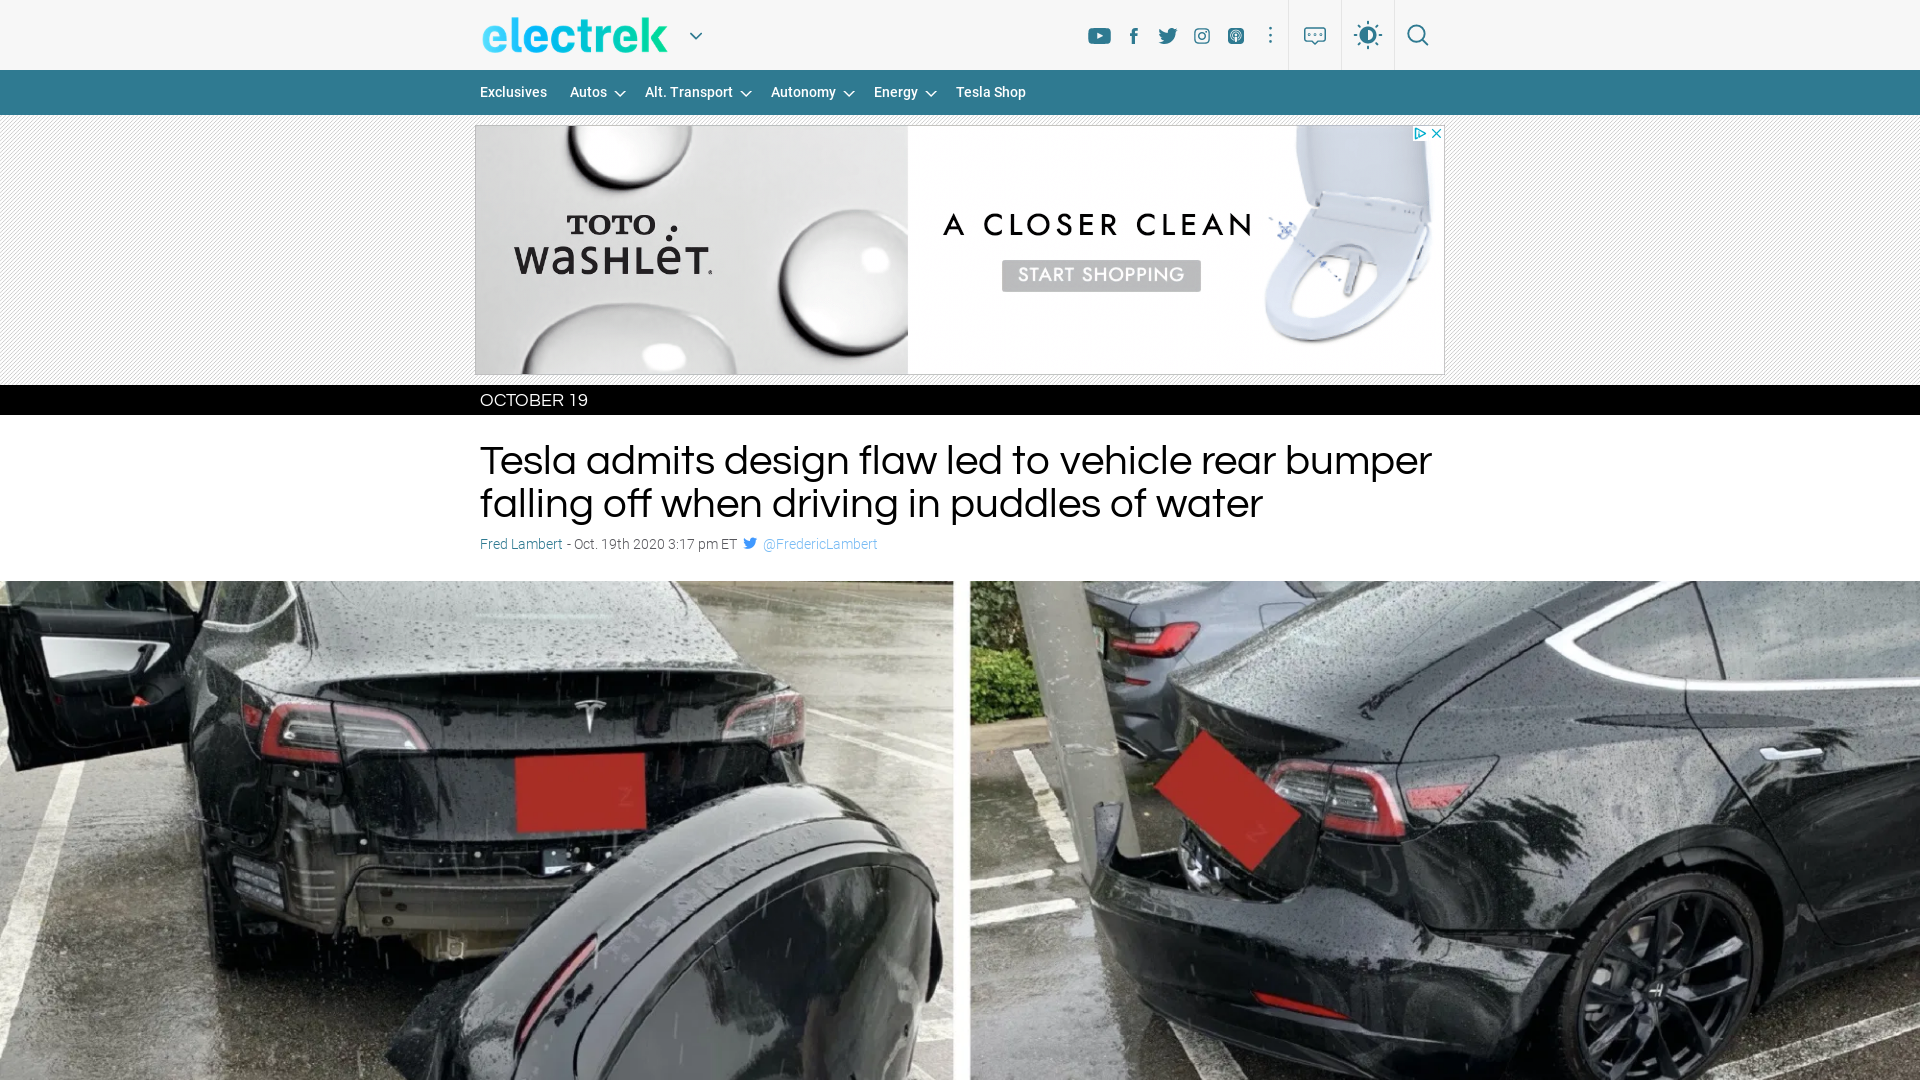 electrek
Exclusives Autos Alt. Transport Autonomy Energy Tesla Shop
TOTO
WASHLET
A CLOSER CLEAN
START SHOPPING
OCTOBER 19
Tesla admits design flaw led to vehicle rear bumper
falling off when driving in puddles of water
Fred Lambert - Oct. 19th 2020 3:17 pm ET @FredericLambert